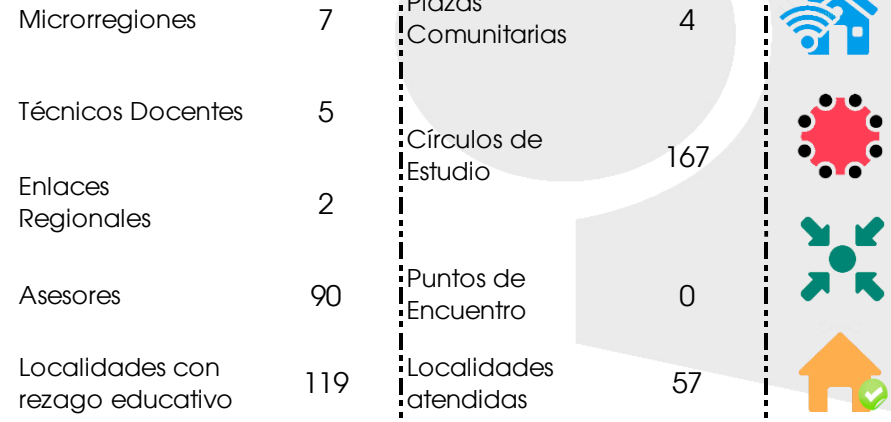 Microrregiones 7
Técnicos Docentes 5
Enlaces
Regionales 2
Asesores 90
Localidades con
rezago educativo 119
Plazas
Comunitarias 4
Círculos de
Estudio 167
Puntos de
Encuentro 0
Localidades
atendidas 57